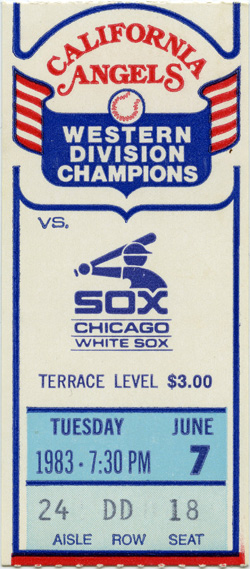 CALIFORNIA
ANGELS
WESTERN
DIVISION
CHAMPIONS
VS.
SOX
CHICAGO
WHITE SOX
TERRACE LEVEL $3.00
TUESDAY JUNE
1983 • 7:30 PM 7
24 DD 18
AISLE • ROW SEAT